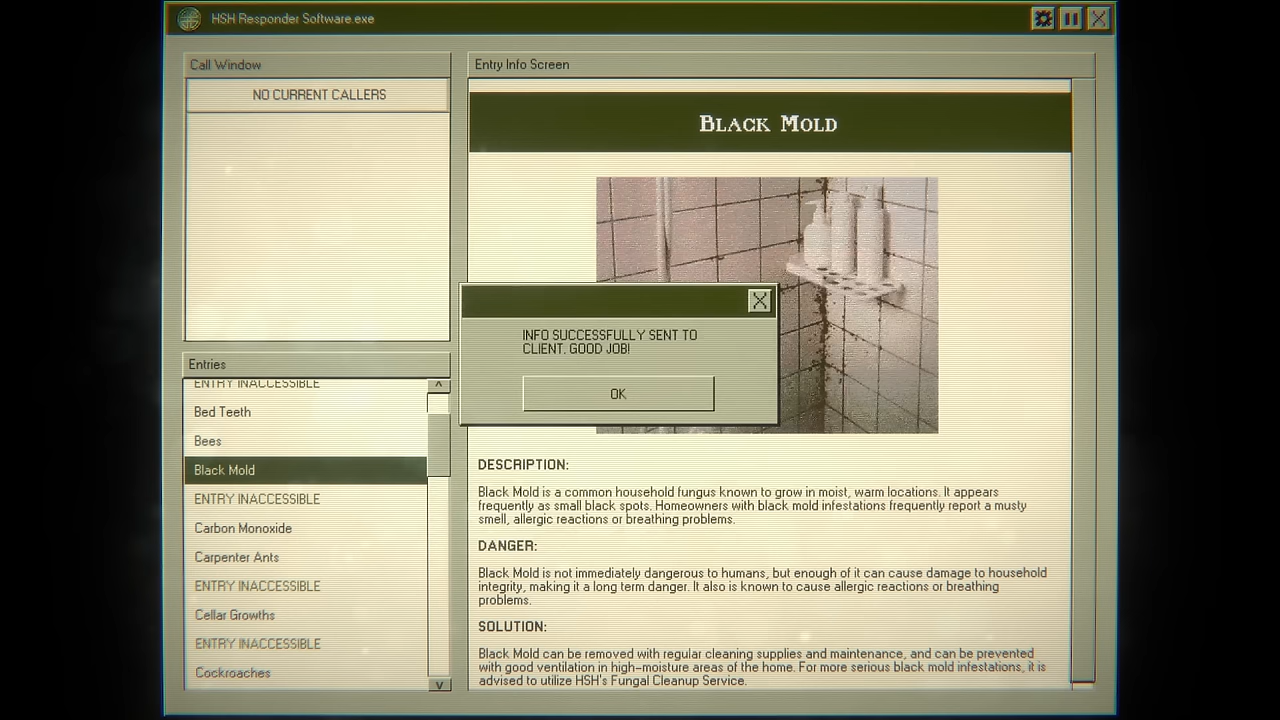 HSH Responder Software.exe
Call Window
NO CURRENT CALLERS
Entries
ENTRY INACCESSIBLE
Bed Teeth
Bees
Black Mold
ENTRY INACCESSIBLE
Carbon Monoxide
Carpenter Ants
ENTRY INACCESSIBLE
Cellar Growths
ENTRY INACCESSIBLE
Cockroaches
Entry Info Screen
BLACK MOLD
INFO SUCCESSFULLY SENT TO
CLIENT. GOOD JOB!
OK
DESCRIPTION:
Black Mold is a common household fungus known to grow in moist, warm locations. It appears
frequently as small black spots. Homeowners with black mold infestations frequently report a musty
smell, allergic reactions or breathing problems.
DANGER:
Black Mold is not immediately dangerous to humans, but enough of it can cause damage to household
integrity, making it a long term danger. It also is known to cause allergic reactions or breathing
problems.
SOLUTION:
Black Mold can be removed with regular cleaning supplies and maintenance, and can be prevented
with good ventilation in high-moisture areas of the home. For more serious black mold infestations, it is
advised to utilize HSH's Fungal Cleanup Service.